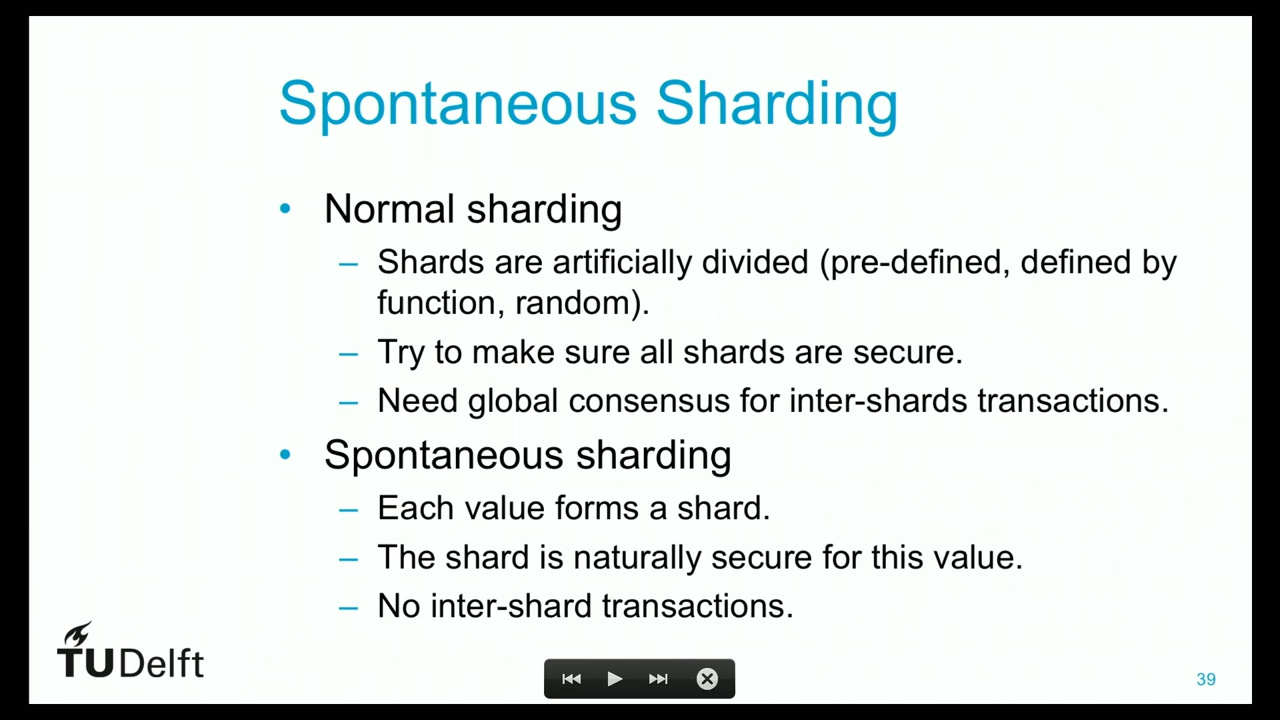 Spontaneous Sharding
• Normal sharding
– Shards are artificially divided (pre-defined, defined by
function, random).
– Try to make sure all shards are secure.
– Need global consensus for inter-shards transactions.
• Spontaneous sharding
– Each value forms a shard.
– The shard is naturally secure for this value.
– No inter-shard transactions.
TUDelft
39